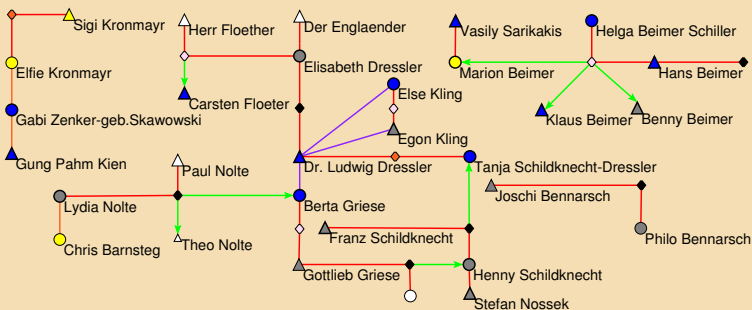 Sigi Kronmayr
Herr Floether
Der Englaender
Vasily Sarikakis
Helga Beimer Schiller
Elfie Kronmayr
Elisabeth Dressler
Marion Beimer
Hans Beimer
Carsten Floeter
Else Kling
Klaus Beimer
Benny Beimer
Gabi Zenker-geb.Skawowski
Egon Kling
Gung Pahm Kien
Paul Nolte
Dr. Ludwig Dressler
Tanja Schildknecht-Dressler
Joschi Bennarsch
Lydia Nolte
Berta Griese
Chris Barnsteg
Theo Nolte
Franz Schildknecht
Philo Bennarsch
Gottlieb Griese
Henny Schildknecht
Stefan Nossek